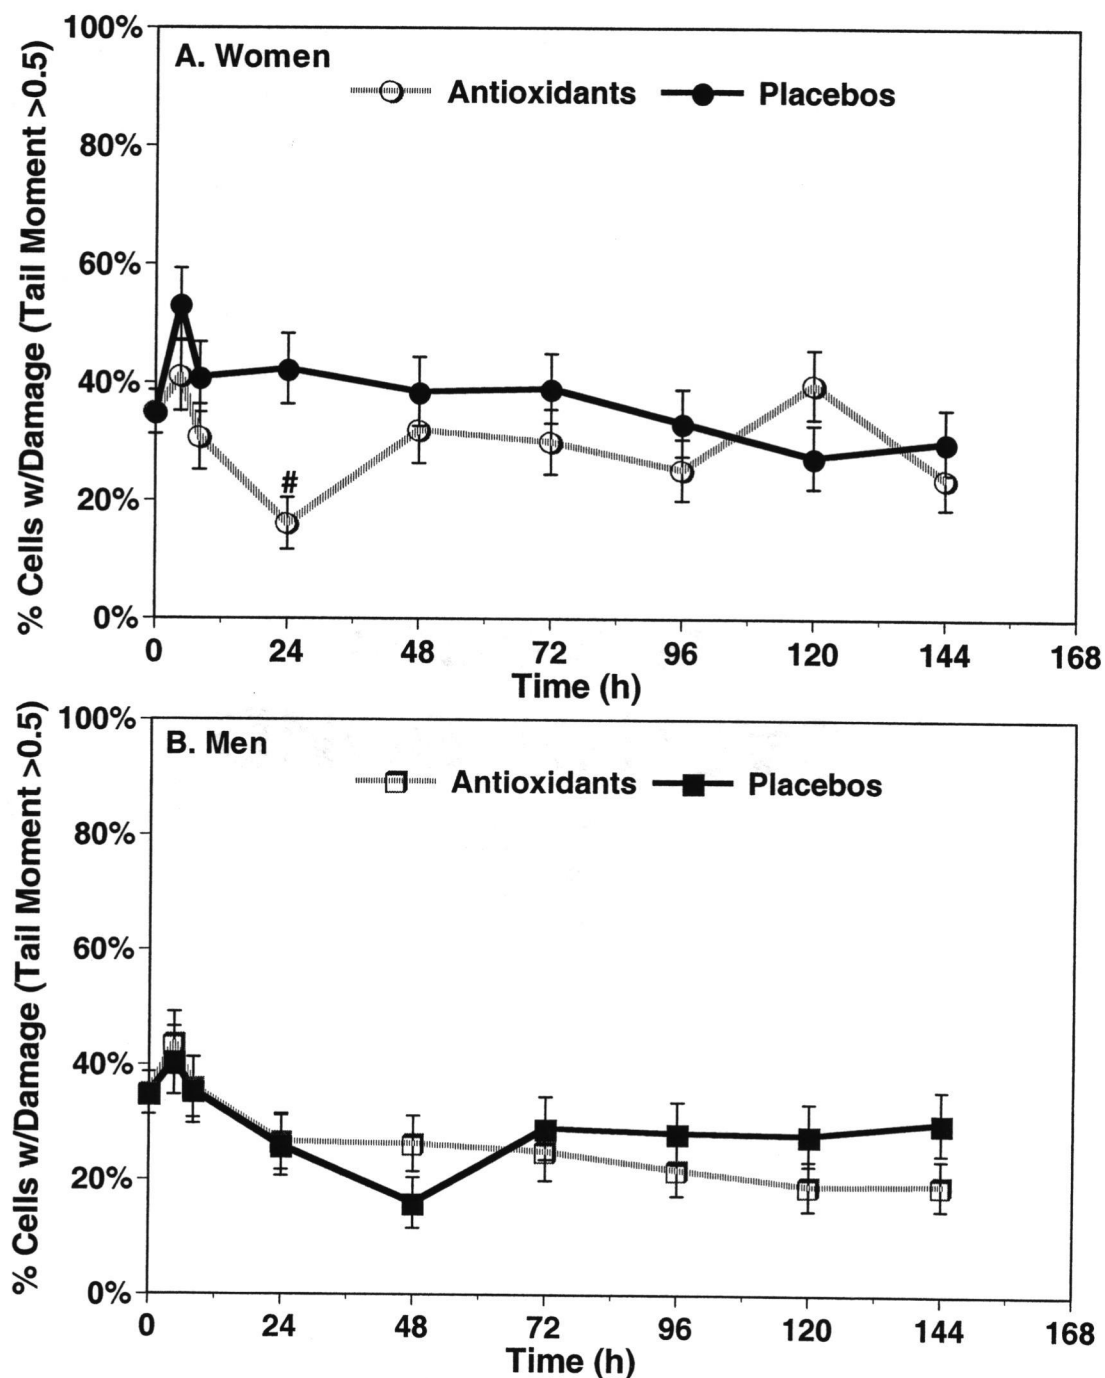 100%
A. Women
Antioxidants Placebos
80%
60%
40%
#
20%
0%
% Cells w/Damage (Tail Moment >0.5)
0 24 48 72 96 120 144 168
Time (h)
100%
B. Men
Antioxidants Placebos
80%
60%
40%
20%
0%
% Cells w/Damage (Tail Moment >0.5)
0 24 48 72 96 120 144 168
Time (h)